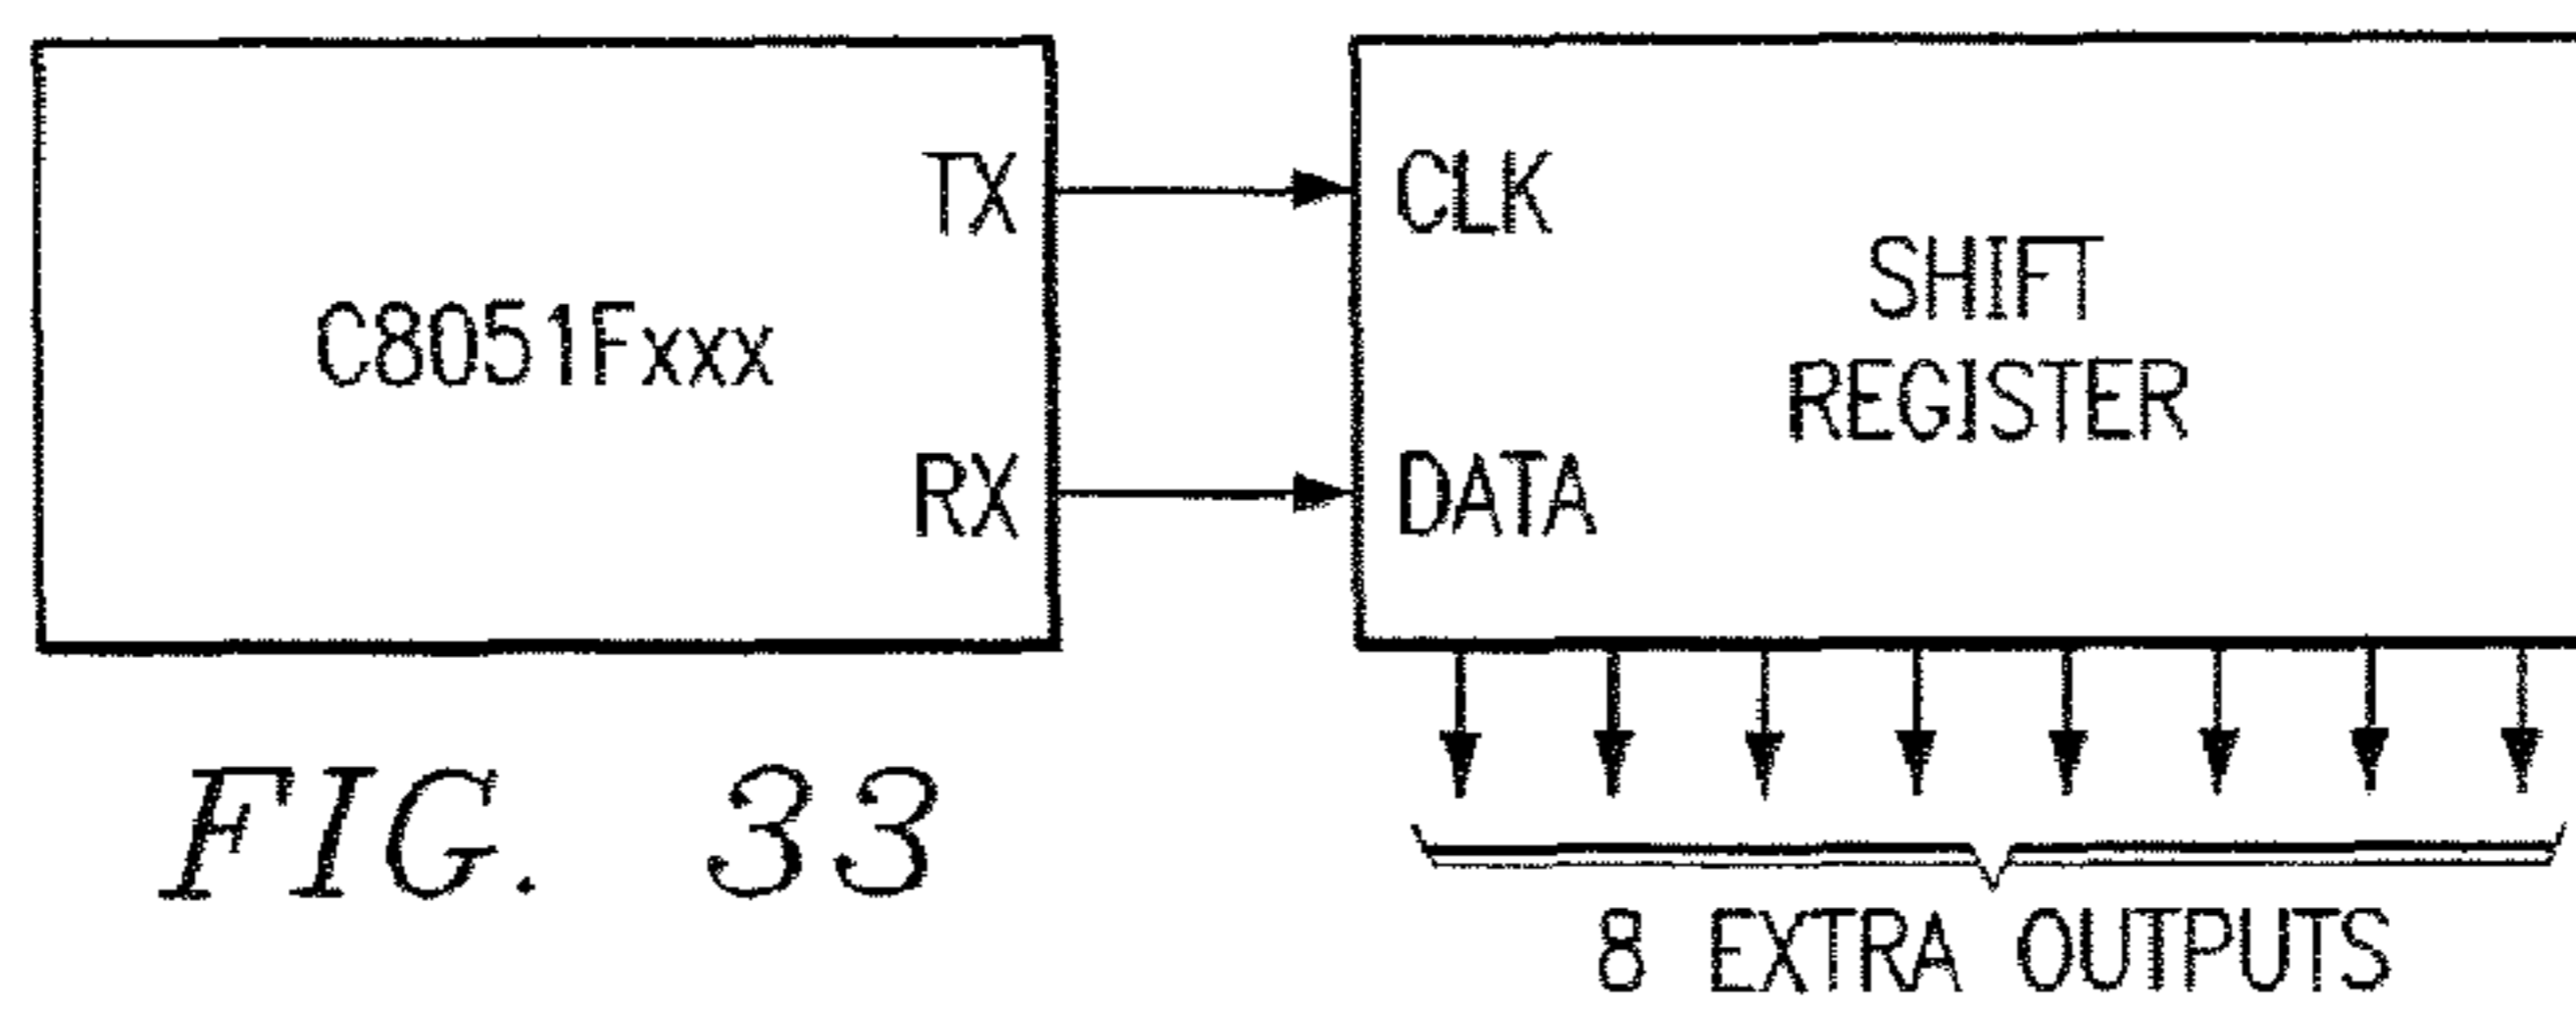 TX
CLK
C8051Fxxx
SHIFT
REGISTER
RX
DATA
FIG. 33
8 EXTRA OUTPUTS